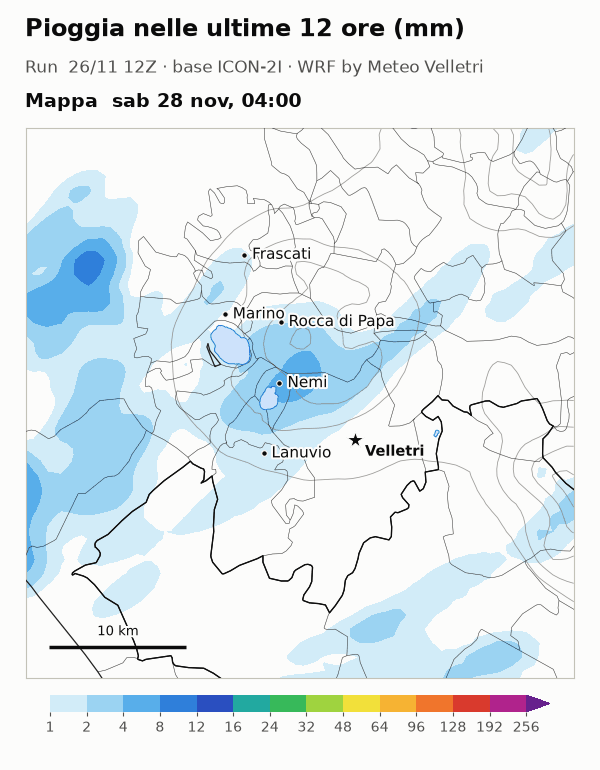 Pioggia nelle ultime 12 ore (mm)
Run 26/11 12Z · base ICON-2I · WRF by Meteo Velletri
Mappa sab 28 nov, 04:00
Frascati
Marino
Rocca di Papa
Nemi
Velletri
Lanuvio
10 km
1 2 4 8 12 16 24 32 48 64 96 128 192 256